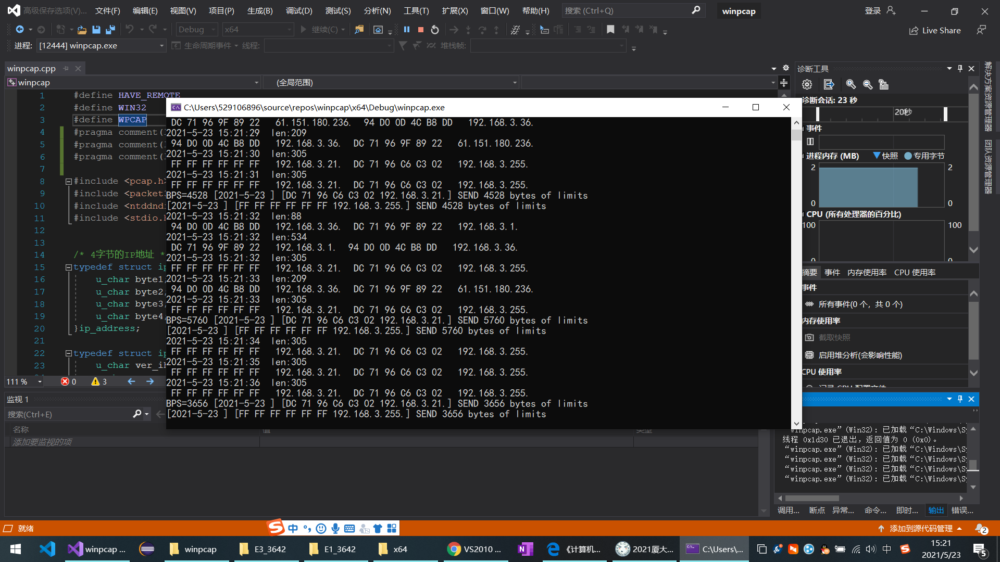 高级保存选项(V)... 文件(F) 编辑(E) 视图(V) 项目(P) 生成(B) 调试(D) 测试(S) 分析(N) 工具(T) 扩展(X) 窗口(W) 帮助(H) 搜索 (Ctrl+Q) winpcap 登录
Debug x64 继续(C) Live Share
进程: [12444] winpcap.exe 生命周期事件 线程: 堆栈帧:
winpcap.cpp
winpcap (全局范围)
1 #define HAVE_REMOTE
2 #define WIN32
3 #define WPCAP
4 #pragma comment(
5 #pragma comment(
6 #pragma comment(
7
8 #include <pcap.h>
9 #include <packet3
10 #include <ntddndi
11 #include <stdio.h
12
13
14 /* 4字节的IP地址 *
15 typedef struct ip
16 u_char byte1;
17 u_char byte2;
18 u_char byte3;
19 u_char byte4
20 }ip_address;
21
22 typedef struct ip
23 u_char ver_ih
111 % 0 3
C:\Users\529106896\source\repos\winpcap\x64\Debug\winpcap.exe
DC 71 96 9F 89 22 61.151.180.236. 94 D0 0D 4C B8 DD 192.168.3.36.
2021-5-23 15:21:29 len:209
94 D0 0D 4C B8 DD 192.168.3.36. DC 71 96 9F 89 22 61.151.180.236.
2021-5-23 15:21:30 len:305
FF FF FF FF FF FF 192.168.3.21. DC 71 96 C6 C3 02 192.168.3.255.
2021-5-23 15:21:31 len:305
FF FF FF FF FF FF 192.168.3.21. DC 71 96 C6 C3 02 192.168.3.255.
BPS=4528 [2021-5-23 ] [DC 71 96 C6 C3 02 192.168.3.21.] SEND 4528 bytes of limits
[2021-5-23 ] [FF FF FF FF FF FF 192.168.3.255.] SEND 4528 bytes of limits
2021-5-23 15:21:32 len:88
94 D0 0D 4C B8 DD 192.168.3.36. DC 71 96 9F 89 22 192.168.3.1.
2021-5-23 15:21:32 len:534
DC 71 96 9F 89 22 192.168.3.1. 94 D0 0D 4C B8 DD 192.168.3.36.
2021-5-23 15:21:32 len:305
FF FF FF FF FF FF 192.168.3.21. DC 71 96 C6 C3 02 192.168.3.255.
2021-5-23 15:21:33 len:209
94 D0 0D 4C B8 DD 192.168.3.36. DC 71 96 9F 89 22 61.151.180.236.
2021-5-23 15:21:33 len:305
FF FF FF FF FF FF 192.168.3.21. DC 71 96 C6 C3 02 192.168.3.255.
BPS=5760 [2021-5-23 ] [DC 71 96 C6 C3 02 192.168.3.21.] SEND 5760 bytes of limits
[2021-5-23 ] [FF FF FF FF FF FF 192.168.3.255.] SEND 5760 bytes of limits
2021-5-23 15:21:34 len:305
FF FF FF FF FF FF 192.168.3.21. DC 71 96 C6 C3 02 192.168.3.255.
2021-5-23 15:21:35 len:305
FF FF FF FF FF FF 192.168.3.21. DC 71 96 C6 C3 02 192.168.3.255.
2021-5-23 15:21:36 len:305
FF FF FF FF FF FF 192.168.3.21. DC 71 96 C6 C3 02 192.168.3.255.
BPS=3656 [2021-5-23 ] [DC 71 96 C6 C3 02 192.168.3.21.] SEND 3656 bytes of limits
[2021-5-23 ] [FF FF FF FF FF FF 192.168.3.255.] SEND 3656 bytes of limits
诊断工具
诊断会话: 23 秒
20秒
事件
进程内存 (MB) 快照 专用字节
2 2
0 0
CPU (所有处理器的百分比)
100 100
0 0
摘要 事件 内存使用率 CPU 使用率
事件
所有事件(0 个，共 0 个)
内存使用率
截取快照
启用堆分析(会影响性能)
CPU 使用率
记录 CPU 配置文件
解决方案资源管理器
团队资源管理器
监视 1
搜索(Ctrl+E)
名称 值 类型
添加要监视的项
“winpcap.exe”(Win32): 已加载“C:\Windows\Sy
线程 0x1d30 已退出，返回值为 0 (0x0)。
“winpcap.exe”(Win32): 已加载“C:\Windows\Sy
“winpcap.exe”(Win32): 已加载“C:\Windows\Sy
“winpcap.exe”(Win32): 已加载“C:\Windows\Sy
“winpcap.exe”(Win32): 已加载“C:\Windows\Sy
调用... 断点 异常... 命令... 即时... 输出 错误...
就绪 中 添加到源代码管理 2
winpcap ... winpcap E3_3642 E1_3642 x64 VS2010 ... 《计算机... 2021厦大... C:\Users\... 中 15:21
2021/5/23 5